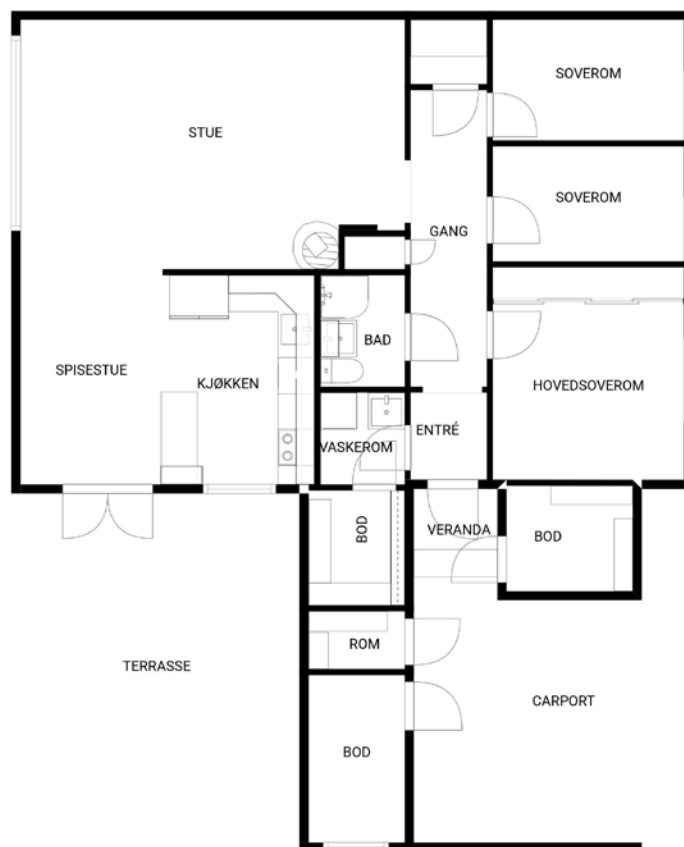 SOVEROM
STUE
SOVEROM
GANG
BAD
SPISESTUE
KJØKKEN
HOVEDSOVEROM
ENTRÉ
VASKEROM
BOD
VERANDA
BOD
ROM
TERRASSE
CARPORT
BOD